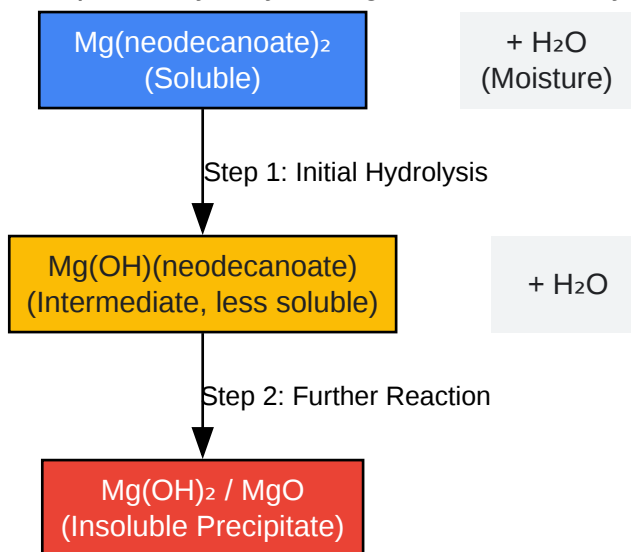 Mg(neodecanoate)₂
(Soluble)
+ H₂O
(Moisture)
Step 1: Initial Hydrolysis
Mg(OH)(neodecanoate)
(Intermediate, less soluble)
+ H₂O
Step 2: Further Reaction
Mg(OH)₂ / MgO
(Insoluble Precipitate)